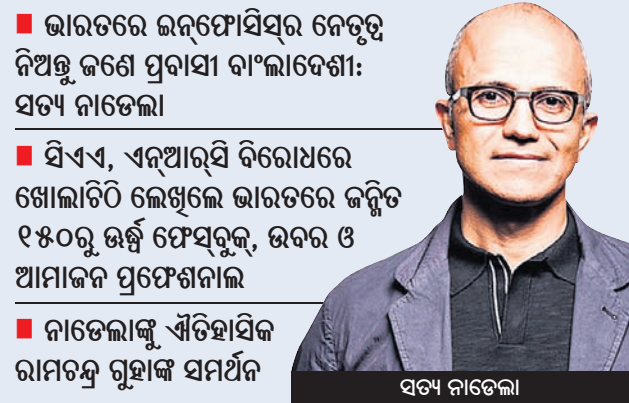 ଭାରତରେ ଇନ୍‌ଫୋସିସ୍‌ର ନେତୃତ୍ୱ
ନିଅନ୍ତୁ ଜଣେ ପ୍ରବାସୀ ବାଂଲାଦେଶୀ:
ସତ୍ୟ ନାଡେଲା
ସିଏଏ, ଏନ୍‌ଆର୍‌ସି ବିରୋଧରେ
ଖୋଲାଚିଠି ଲେଖିଲେ ଭାରତରେ ଜନ୍ମିତ
୧୫୦ରୁ ଊର୍ଦ୍ଧ୍ୱ ଫେସ୍‌ବୁକ୍‌, ଉବର ଓ
ଆମାଜନ ପ୍ରଫେଶନାଲ
ନାଡେଲାଙ୍କୁ ଐତିହାସିକ
ରାମଚନ୍ଦ୍ର ଗୁହାଙ୍କ ସମର୍ଥନ
ସତ୍ୟ ନାଡେଲା